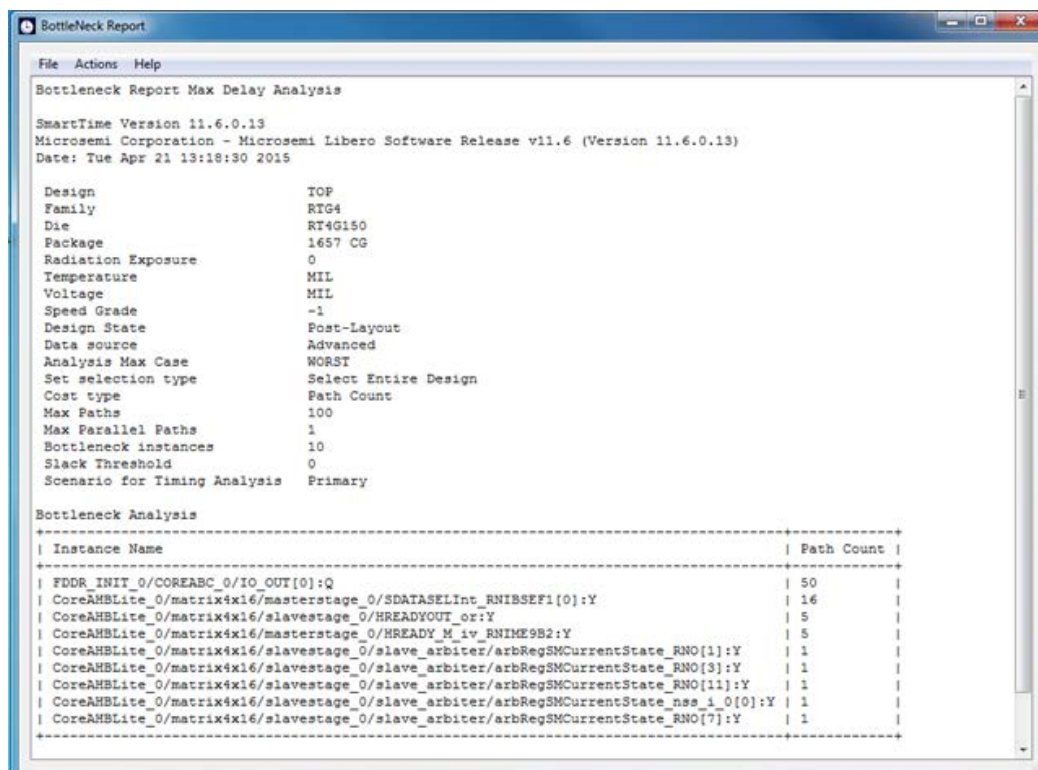 BottleNeck Report
File Actions Help
Bottleneck Report Max Delay Analysis
SmartTime Version 11.6.0.13
Microsemi Corporation - Microsemi Libero Software Release v11.6 (Version 11.6.0.13)
Date: Tue Apr 21 13:18:30 2015
Design TOP
Family RTG4
Die RT4G150
Package 1657 CG
Radiation Exposure 0
Temperature MIL
Voltage MIL
Speed Grade -1
Design State Post-Layout
Data source Advanced
Analysis Max Case WORST
Set selection type Select Entire Design
Cost type Path Count
Max Paths 100
Max Parallel Paths 1
Bottleneck instances 10
Slack Threshold 0
Scenario for Timing Analysis Primary
Bottleneck Analysis
+---+---+
| Instance Name | Path Count |
+---+---+
| FDDR_INIT_0/COREABC_0/IO_OUT[0]:Q | 50 |
| CoreAHBLite_0/matrix4x16/masterstage_0/SDATASELInt_RNIBSEF1[0]:Y | 16 |
| CoreAHBLite_0/matrix4x16/slavestage_0/HREADYOUT_or:Y | 5 |
| CoreAHBLite_0/matrix4x16/masterstage_0/HREADY_M_iv_RNIME9B2:Y | 5 |
| CoreAHBLite_0/matrix4x16/slavestage_0/slave_arbiter/arbRegSMCurrentState_RNO[1]:Y | 1 |
| CoreAHBLite_0/matrix4x16/slavestage_0/slave_arbiter/arbRegSMCurrentState_RNO[3]:Y | 1 |
| CoreAHBLite_0/matrix4x16/slavestage_0/slave_arbiter/arbRegSMCurrentState_RNO[11]:Y | 1 |
| CoreAHBLite_0/matrix4x16/slavestage_0/slave_arbiter/arbRegSMCurrentState_nss_i_0[0]:Y | 1 |
| CoreAHBLite_0/matrix4x16/slavestage_0/slave_arbiter/arbRegSMCurrentState_RNO[7]:Y | 1 |
+---+---+